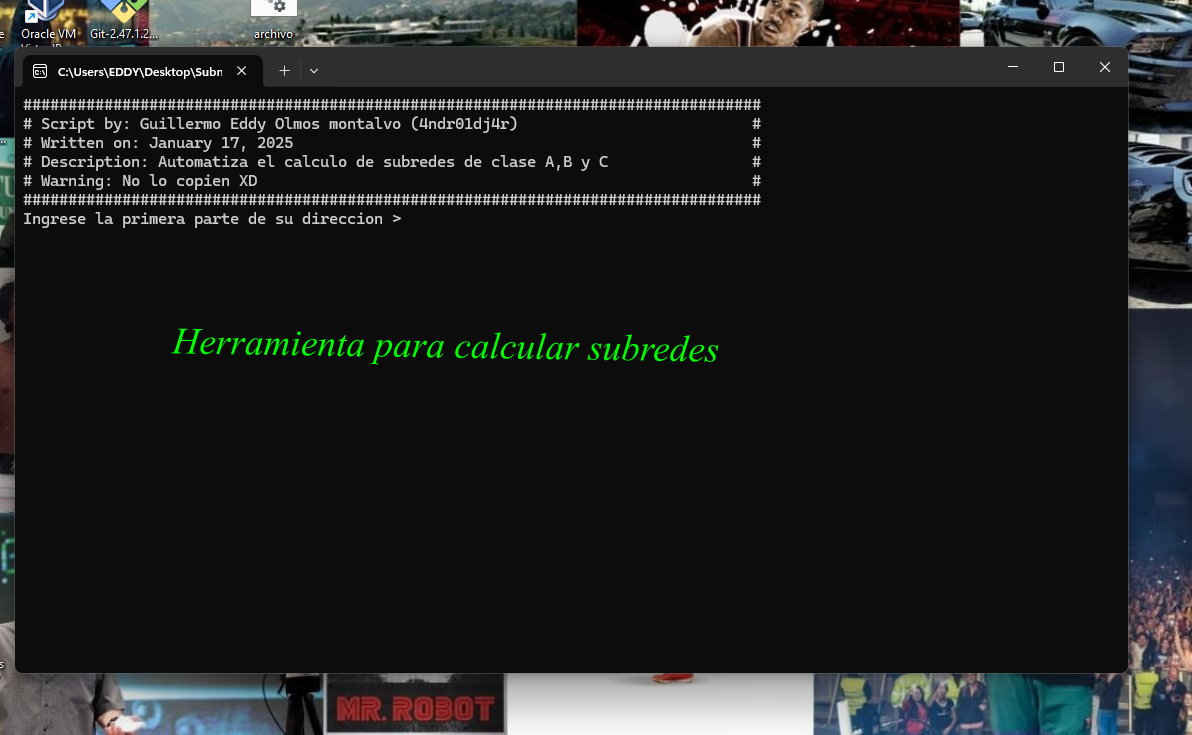 Oracle VM
Git-2.47.1.2...
archivo
C:\Users\EDDY\Desktop\Subn
##################################################################################
# Script by: Guillermo Eddy Olmos montalvo (4ndr01dj4r) #
# Written on: January 17, 2025 #
# Description: Automatiza el calculo de subredes de clase A,B y C #
# Warning: No lo copien XD #
##################################################################################
Ingrese la primera parte de su direccion >
Herramienta para calcular subredes
MR. ROBOT